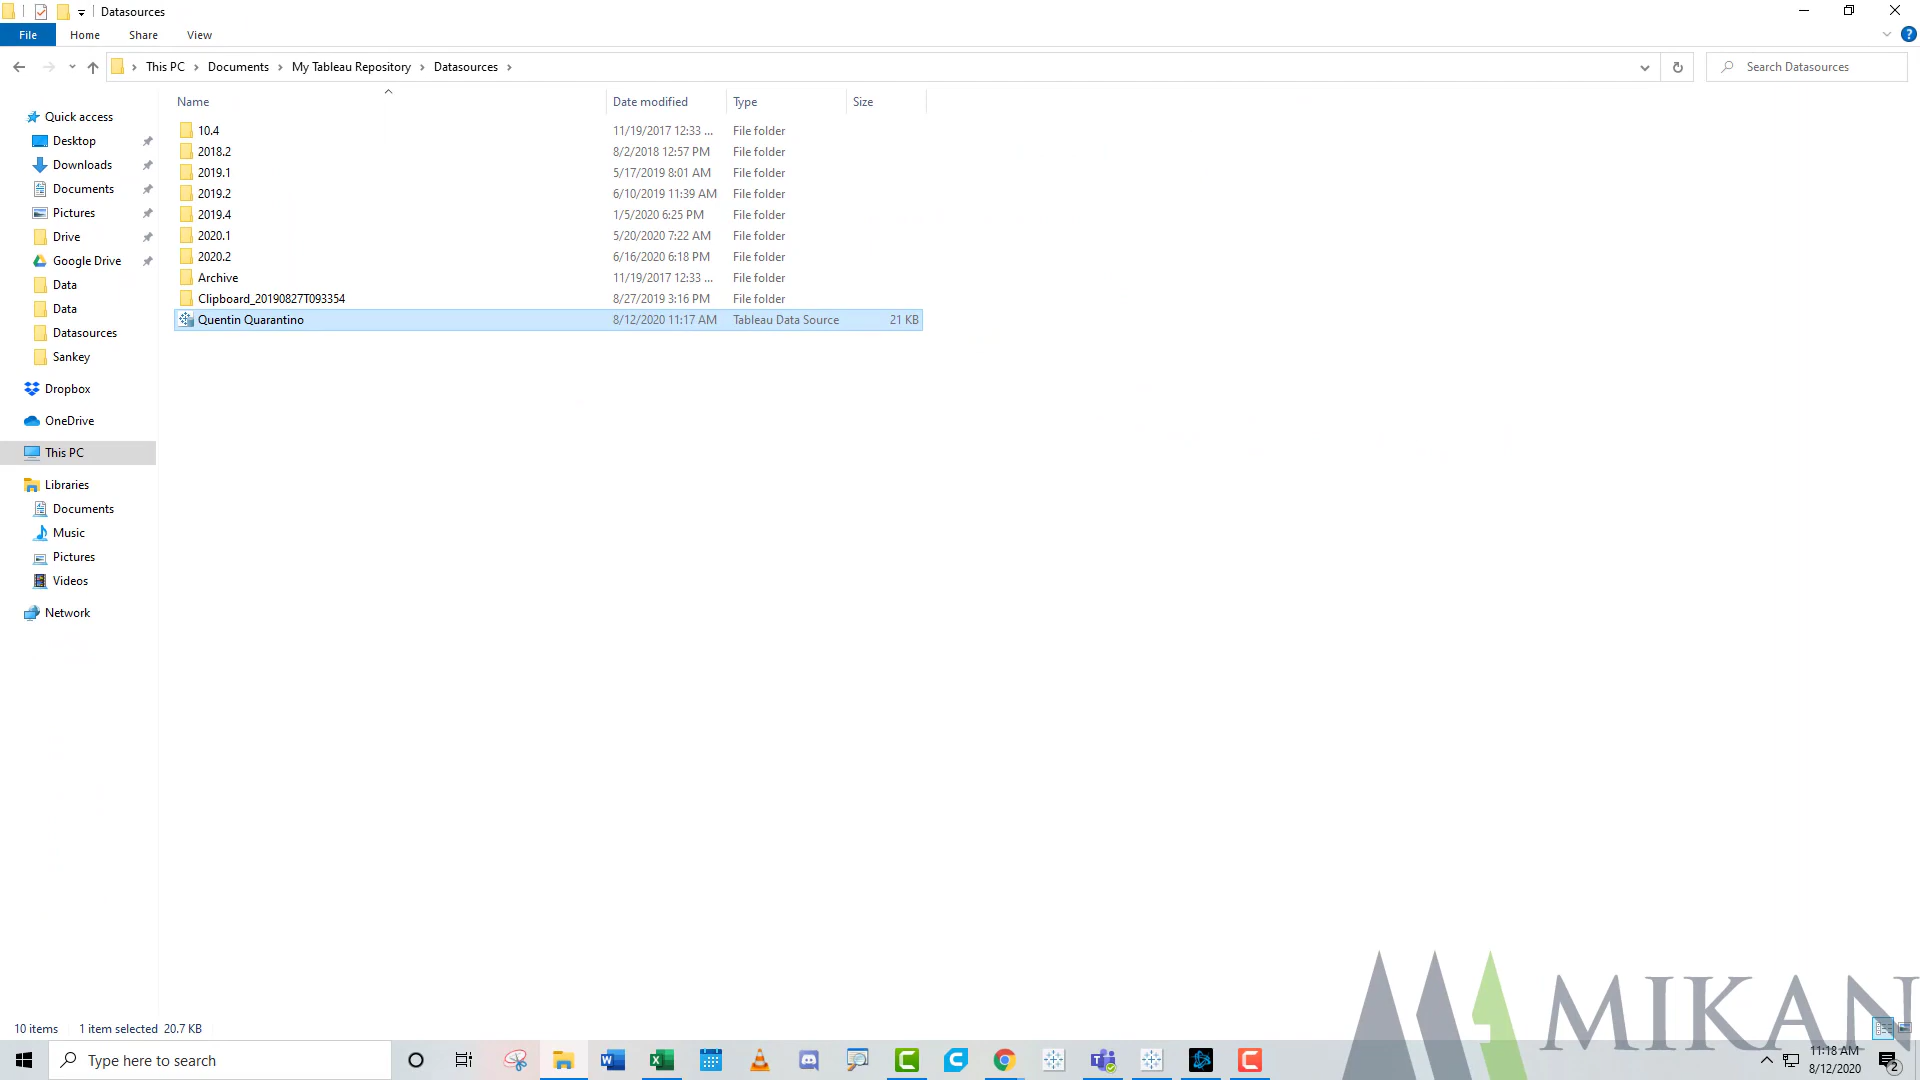 Datasources
File Home Share View
This PC Documents My Tableau Repository Datasources Search Datasources
Name Date modified Type Size
Quick access
Desktop
Downloads
Documents
Pictures
Drive
Google Drive
Data
Data
Datasources
Sankey
Dropbox
OneDrive
This PC
Libraries
Documents
Music
Pictures
Videos
Network
10.4 11/19/2017 12:33 ... File folder
2018.2 8/2/2018 12:57 PM File folder
2019.1 5/17/2019 8:01 AM File folder
2019.2 6/10/2019 11:39 AM File folder
2019.4 1/5/2020 6:25 PM File folder
2020.1 5/20/2020 7:22 AM File folder
2020.2 6/16/2020 6:18 PM File folder
Archive 11/19/2017 12:33 ... File folder
Clipboard_20190827T093354 8/27/2019 3:16 PM File folder
Quentin Quarantino 8/12/2020 11:17 AM Tableau Data Source 21 KB
MIKAN
10 items 1 item selected 20.7 KB
Type here to search
11:18 AM
8/12/2020
2